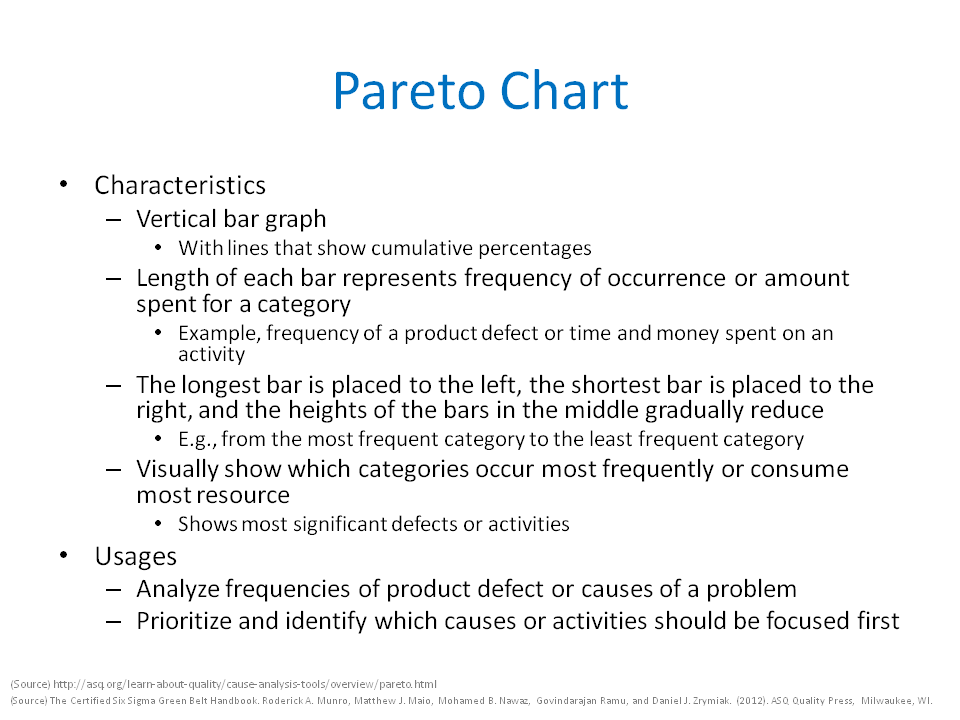 Pareto Chart
• Characteristics
– Vertical bar graph
• With lines that show cumulative percentages
– Length of each bar represents frequency of occurrence or amount
spent for a category
• Example, frequency of a product defect or time and money spent on an
activity
– The longest bar is placed to the left, the shortest bar is placed to the
right, and the heights of the bars in the middle gradually reduce
• E.g., from the most frequent category to the least frequent category
– Visually show which categories occur most frequently or consume
most resource
• Shows most significant defects or activities
• Usages
– Analyze frequencies of product defect or causes of a problem
– Prioritize and identify which causes or activities should be focused first
(Source) http://asq.org/learn-about-quality/cause-analysis-tools/overview/pareto.html
(Source) The Certified Six Sigma Green Belt Handbook. Roderick A. Munro, Matthew J. Maio, Mohamed B. Nawaz, Govindarajan Ramu, and Daniel J. Zrymiak. (2012). ASQ Quality Press, Milwaukee, WI.